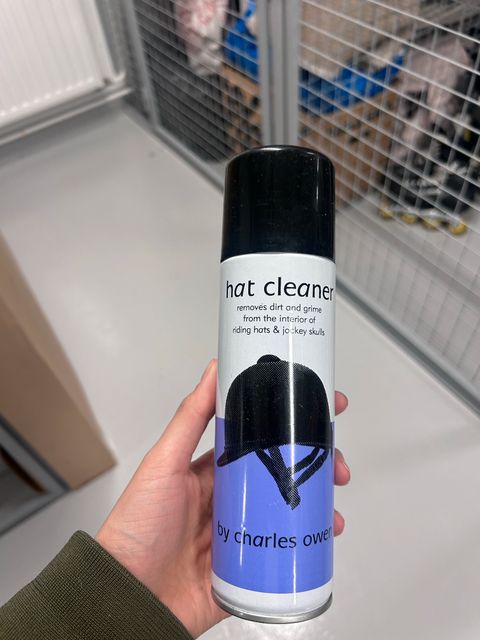 hat cleaner
removes dirt and grime
from the interior of
riding hats & jockey skulls
by charles owen